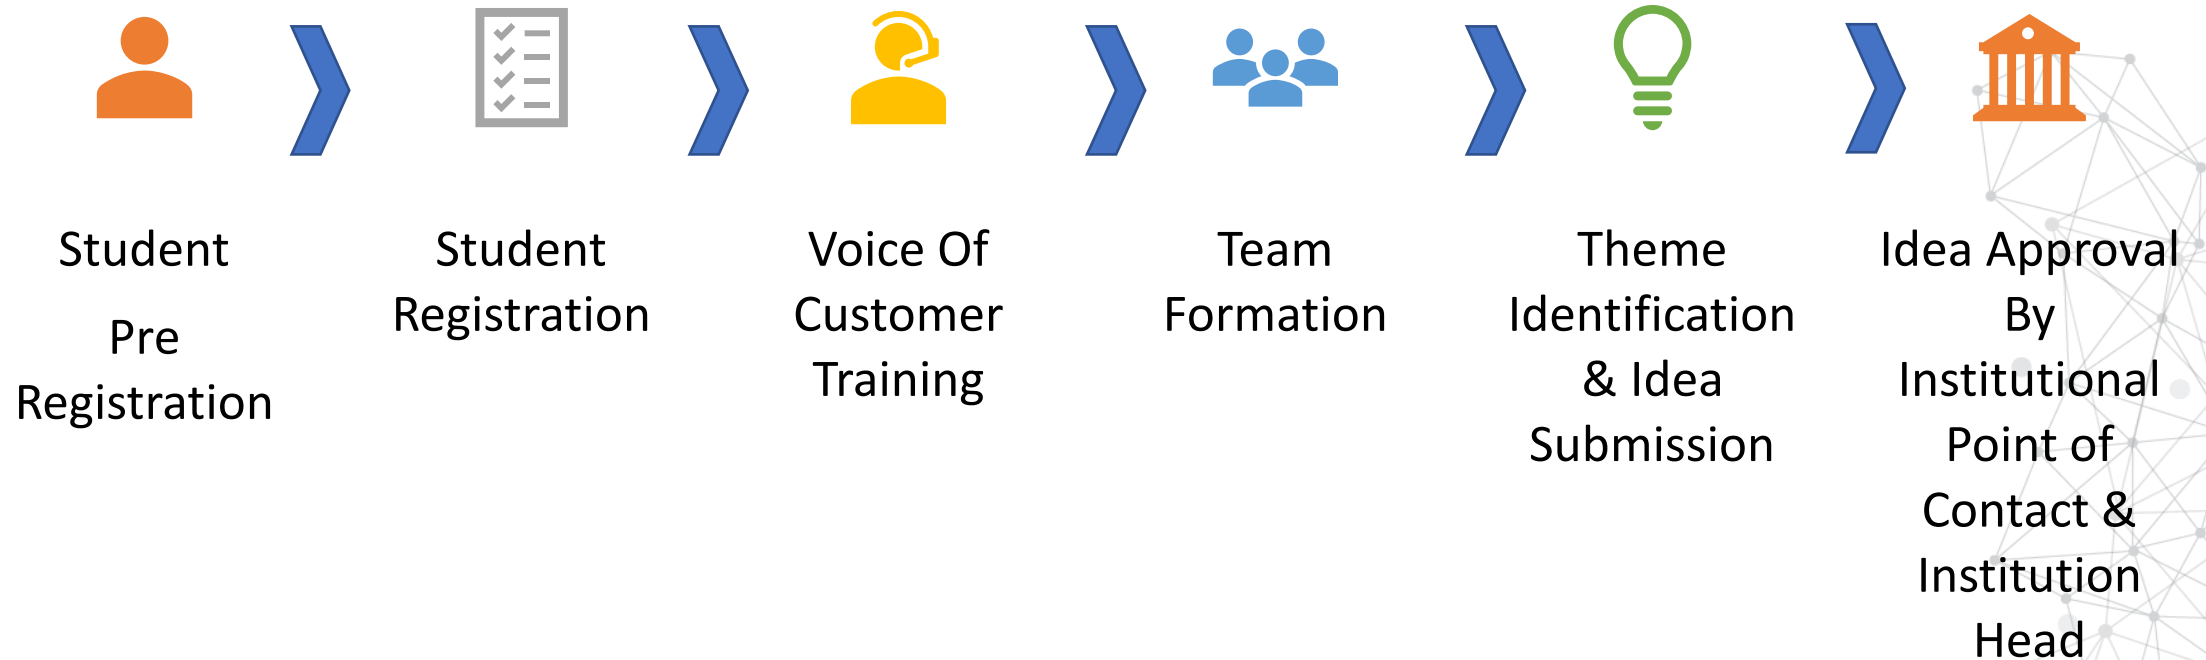 Student
Pre
Registration
Student
Registration
Voice Of
Customer
Training
Team
Formation
Theme
Identification
& Idea
Submission
Idea Approval
By
Institutional
Point of
Contact &
Institution
Head